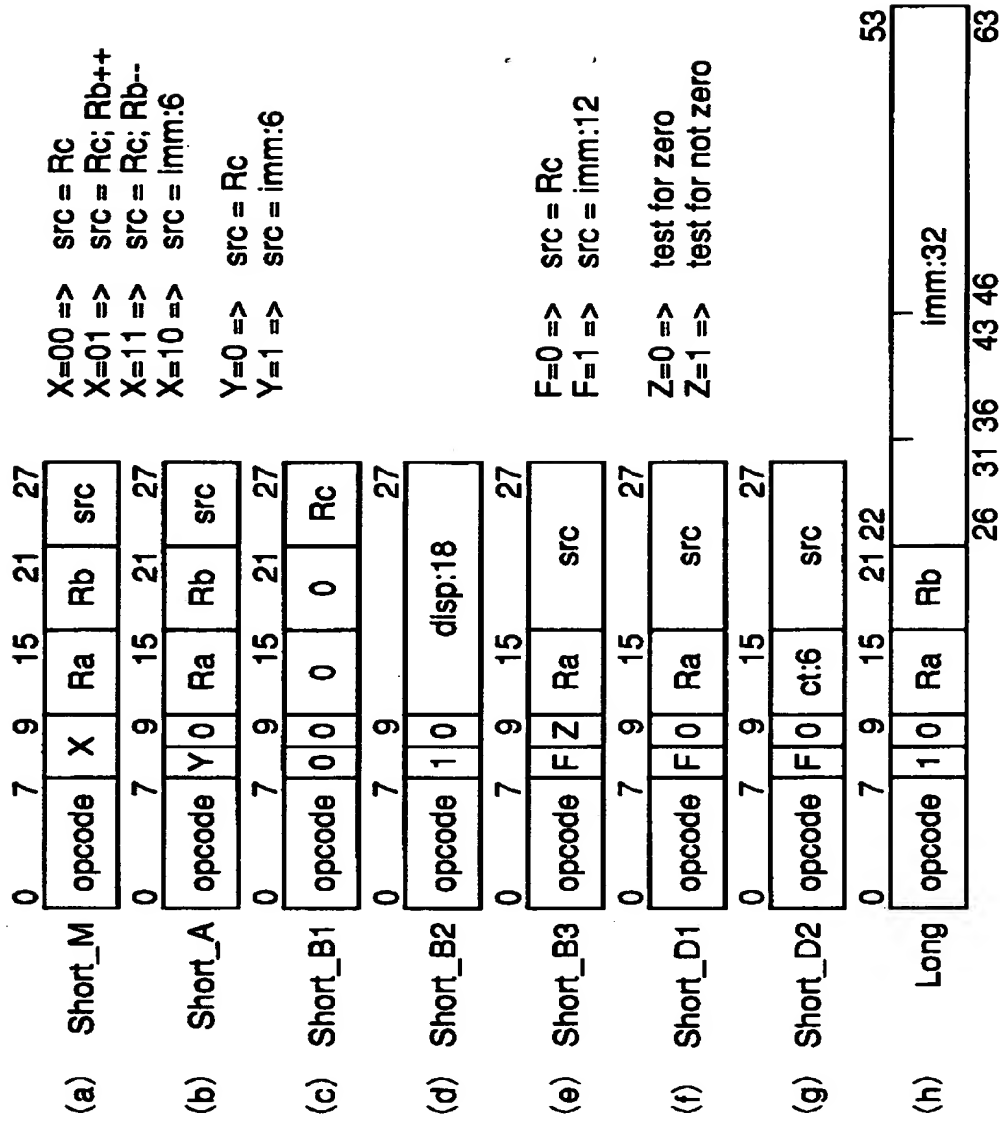 0 7 9 15 21 27
(a) Short_M opcode X Ra Rb src
X=00 => src = Rc
X=01 => src = Rc; Rb++
X=11 => src = Rc; Rb--
X=10 => src = imm:6
0 7 9 15 21 27
(b) Short_A opcode Y 0 Ra Rb src
Y=0 => src = Rc
Y=1 => src = imm:6
0 7 9 15 21 27
(c) Short_B1 opcode 0 0 0 0 Rc
0 7 9 27
(d) Short_B2 opcode 1 0 disp:18
0 7 9 15 27
(e) Short_B3 opcode F Z Ra src
F=0 => src = Rc
F=1 => src = imm:12
0 7 9 15 27
(f) Short_D1 opcode F 0 Ra src
Z=0 => test for zero
Z=1 => test for not zero
0 7 9 15 27
(g) Short_D2 opcode F 0 ct:6 src
0 7 9 15 21 22 53
(h) Long opcode 1 0 Ra Rb imm:32
26 31 36 43 46 63